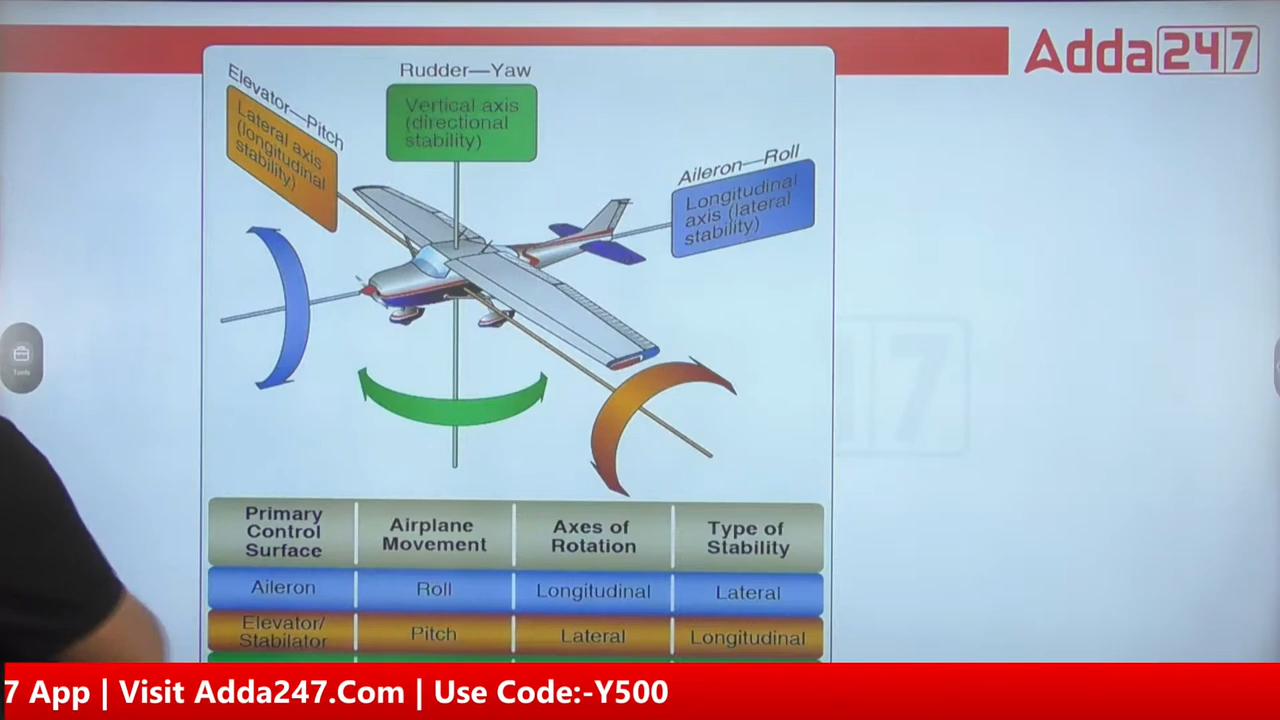 Adda247
Rudder—Yaw
Vertical axis
(directional
stability)
Elevator—Pitch
Lateral axis
(longitudinal
stability)
Aileron—Roll
Longitudinal
axis (lateral
stability)
Tools
Primary
Control
Surface
Airplane
Movement
Axes of
Rotation
Type of
Stability
Aileron
Roll
Longitudinal
Lateral
Elevator/
Stabilator
Pitch
Lateral
Longitudinal
7 App | Visit Adda247.Com | Use Code:-Y500